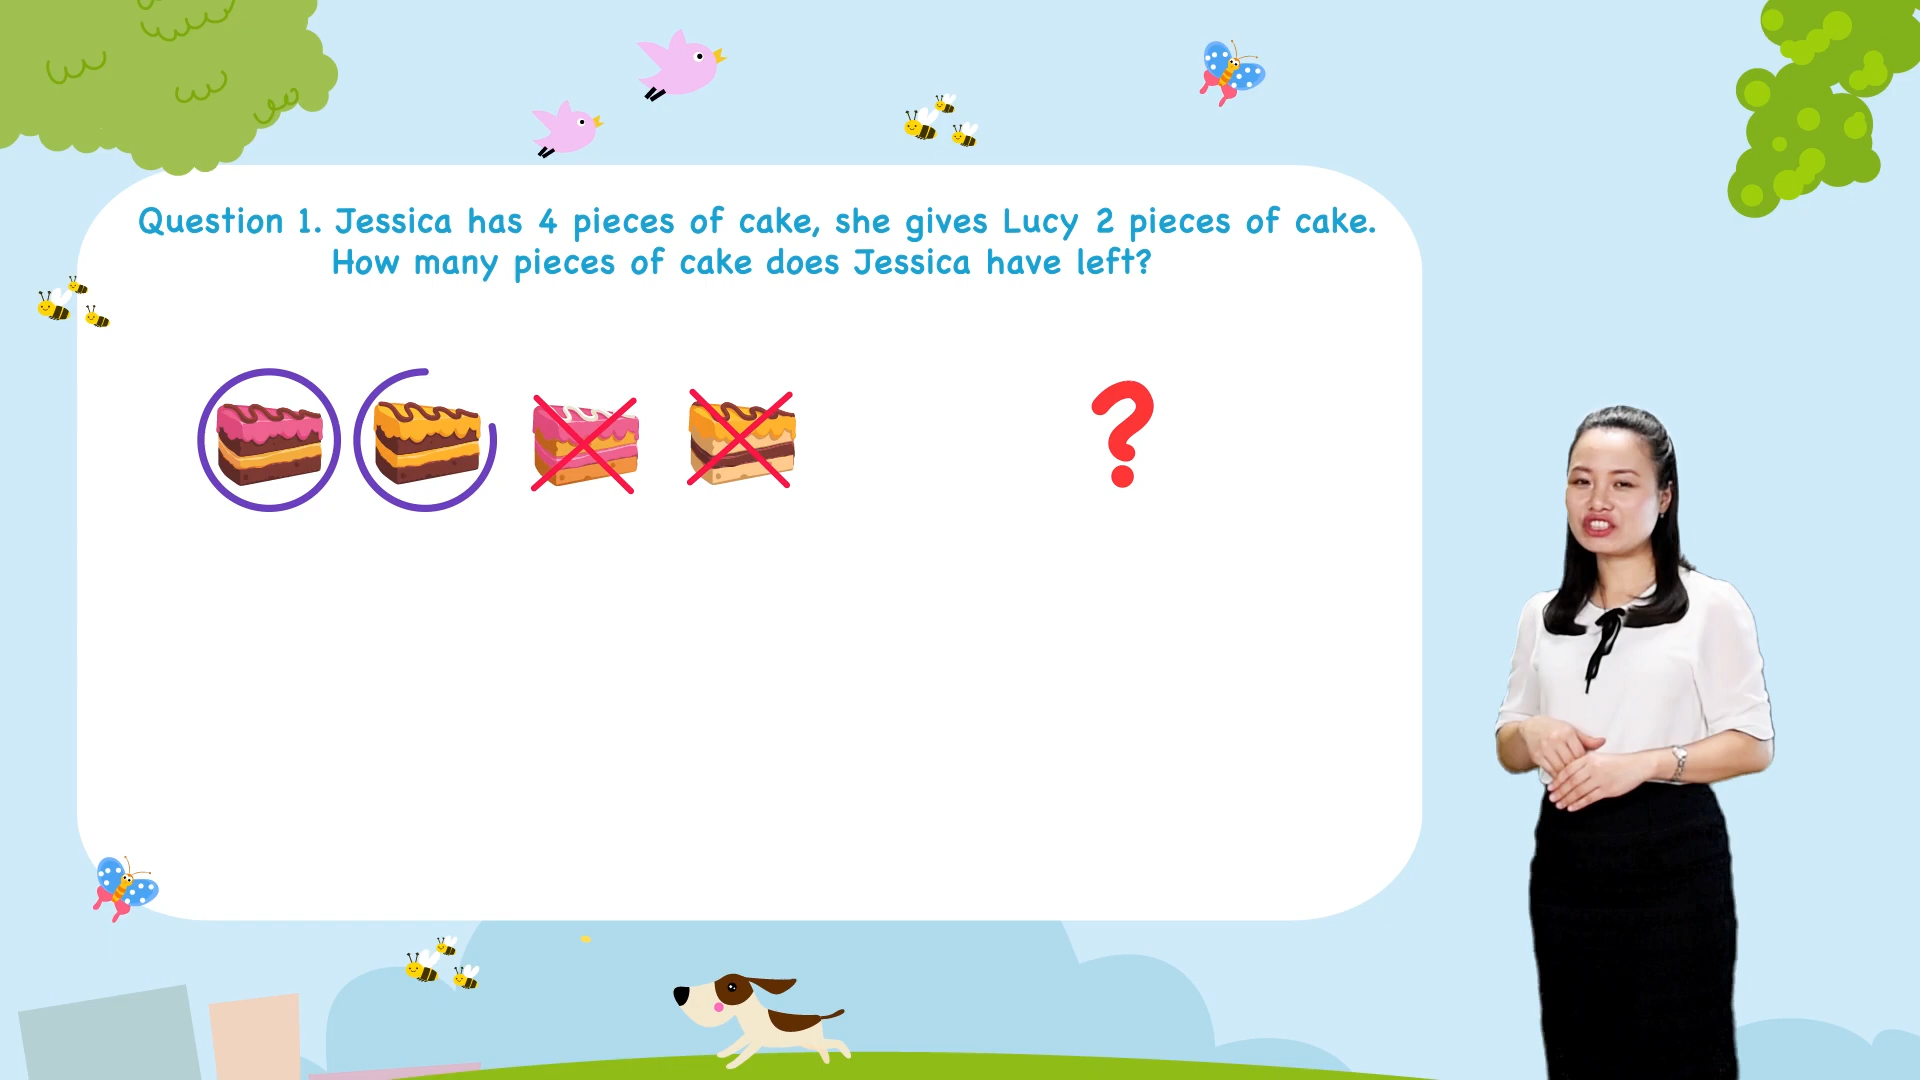 Question 1. Jessica has 4 pieces of cake, she gives Lucy 2 pieces of cake.
How many pieces of cake does Jessica have left?
?